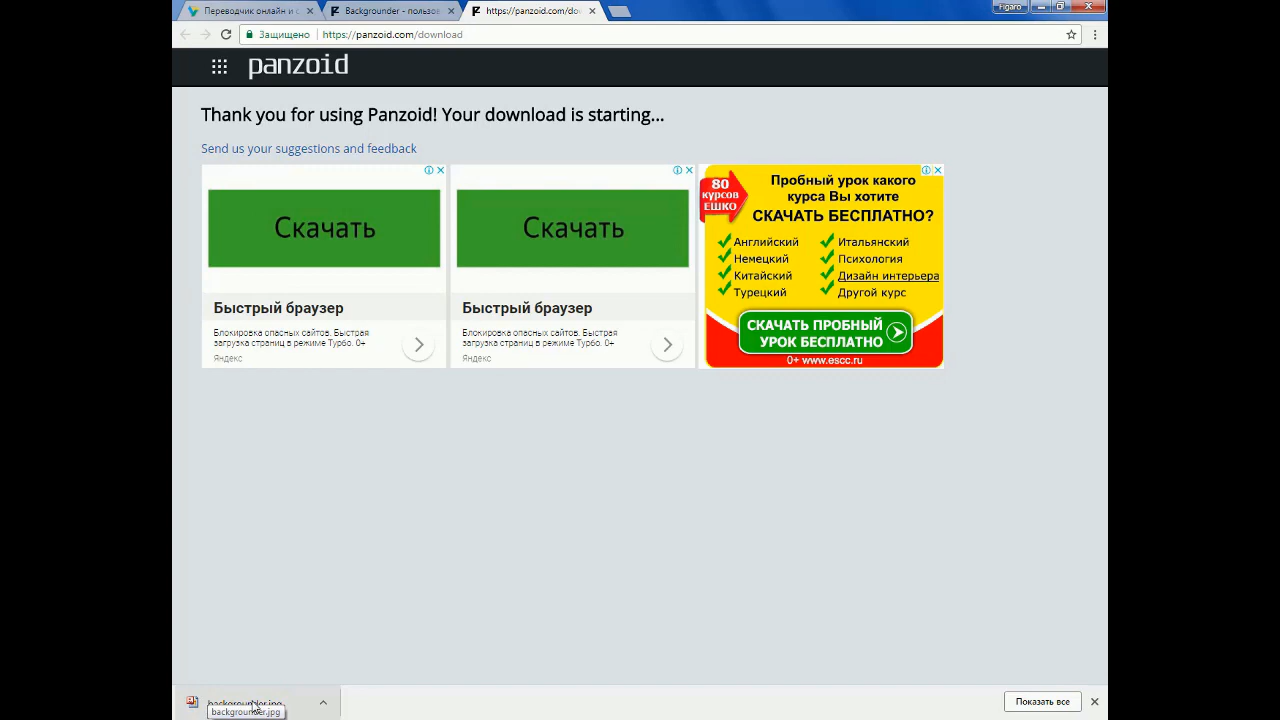 Переводчик онлайн и с
Backgrounder - пользов
https://panzoid.com/dow
Figaro
Защищено
https://panzoid.com/download
panzoid
Thank you for using Panzoid! Your download is starting...
Send us your suggestions and feedback
Скачать
Быстрый браузер
Блокировка опасных сайтов. Быстрая
загрузка страниц в режиме Турбо. 0+
Яндекс
Скачать
Быстрый браузер
Блокировка опасных сайтов. Быстрая
загрузка страниц в режиме Турбо. 0+
Яндекс
80
курсов
ЕШКО
Пробный урок какого
курса Вы хотите
СКАЧАТЬ БЕСПЛАТНО?
Английский
Немецкий
Китайский
Турецкий
Итальянский
Психология
Дизайн интерьера
Другой курс
СКАЧАТЬ ПРОБНЫЙ
УРОК БЕСПЛАТНО
0+ www.escc.ru
backgrounder.jpg
backgrounder.jpg
Показать все